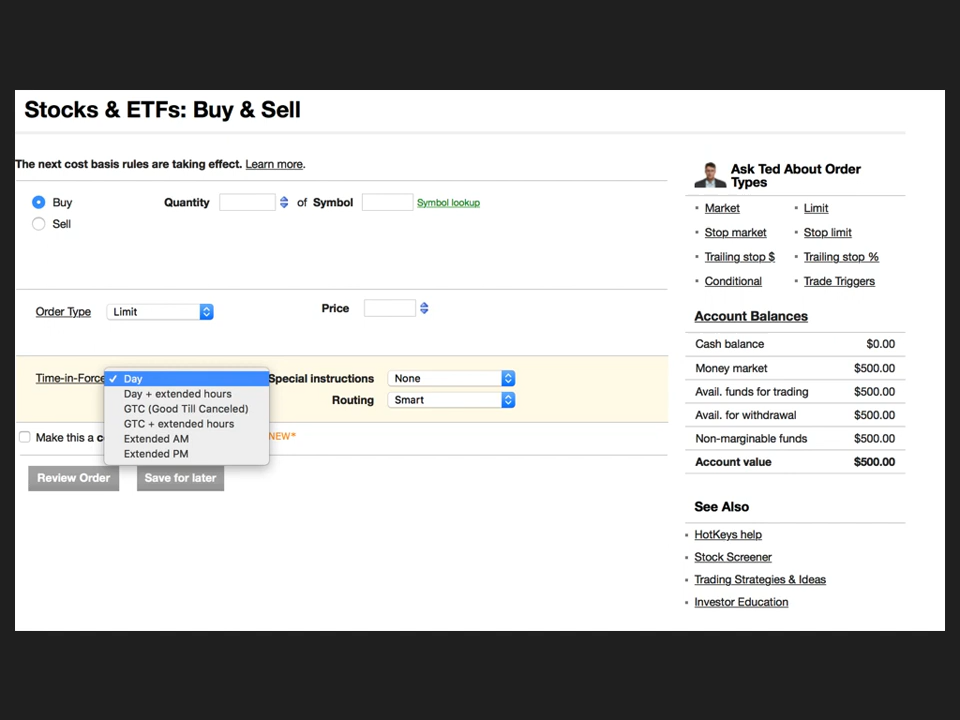 Stocks & ETFs: Buy & Sell
The next cost basis rules are taking effect. Learn more.
Buy
Quantity
of Symbol
Symbol lookup
Sell
Order Type
Limit
Price
Time-in-Force
✓ Day
Day + extended hours
GTC (Good Till Canceled)
GTC + extended hours
Extended AM
Extended PM
Special instructions
None
Routing
Smart
Make this a
NEW*
Review Order
Save for later
Ask Ted About Order
Types
Market
Limit
Stop market
Stop limit
Trailing stop $
Trailing stop %
Conditional
Trade Triggers
Account Balances
Cash balance $0.00
Money market $500.00
Avail. funds for trading $500.00
Avail. for withdrawal $500.00
Non-marginable funds $500.00
Account value $500.00
See Also
HotKeys help
Stock Screener
Trading Strategies & Ideas
Investor Education